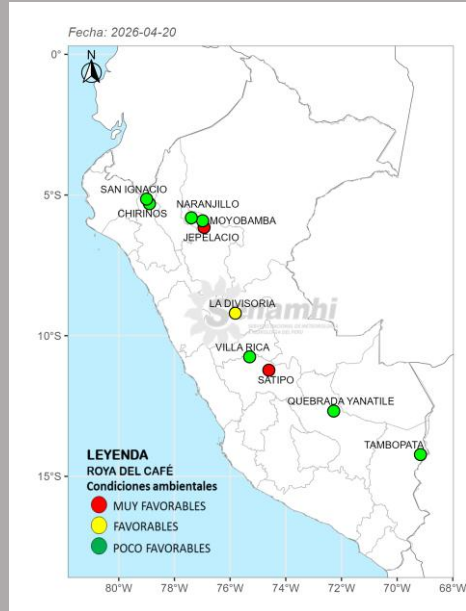 Fecha: 2026-04-20
N
0°
5°S
10°S
15°S
SAN IGNACIO
CHIRINOS
NARANJILLO
MOYOBAMBA
JEPELACIO
LA DIVISORIA
Senamhi
VILLA RICA
SATIPO
QUEBRADA YANATILE
TAMBOPATA
LEYENDA
ROYA DEL CAFÉ
Condiciones ambientales
MUY FAVORABLES
FAVORABLES
POCO FAVORABLES
80°W 78°W 76°W 74°W 72°W 70°W 68°W